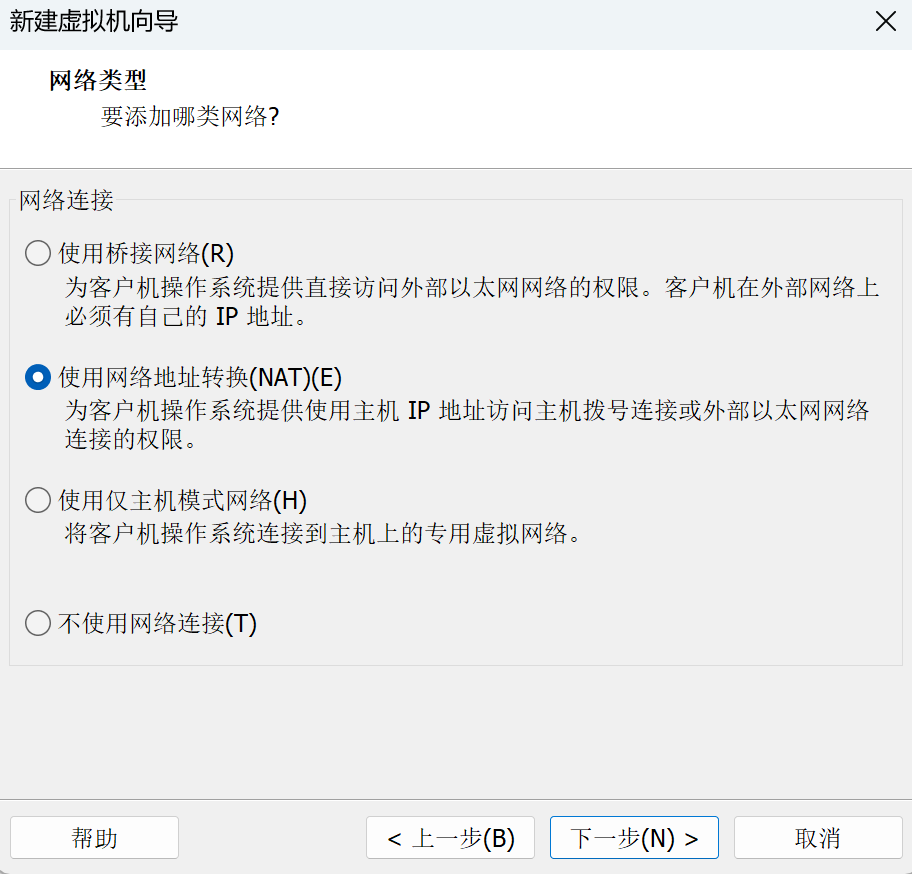 新建虚拟机向导
网络类型
要添加哪类网络?
网络连接
使用桥接网络(R)
为客户机操作系统提供直接访问外部以太网网络的权限。客户机在外部网络上
必须有自己的 IP 地址。
使用网络地址转换(NAT)(E)
为客户机操作系统提供使用主机 IP 地址访问主机拨号连接或外部以太网网络
连接的权限。
使用仅主机模式网络(H)
将客户机操作系统连接到主机上的专用虚拟网络。
不使用网络连接(T)
帮助
< 上一步(B)
下一步(N) >
取消